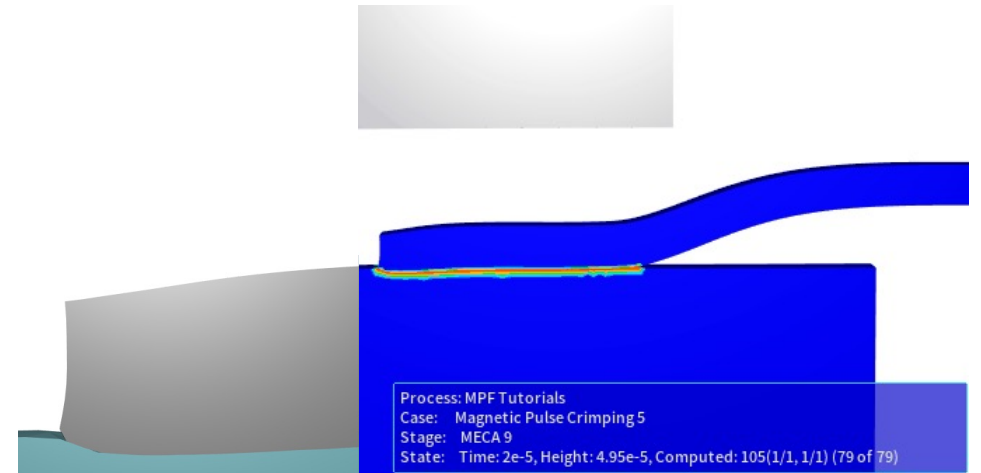 Process: MPF Tutorials
Case: Magnetic Pulse Crimping 5
Stage: MECA 9
State: Time: 2e-5, Height: 4.95e-5, Computed: 105(1/1, 1/1) (79 of 79)